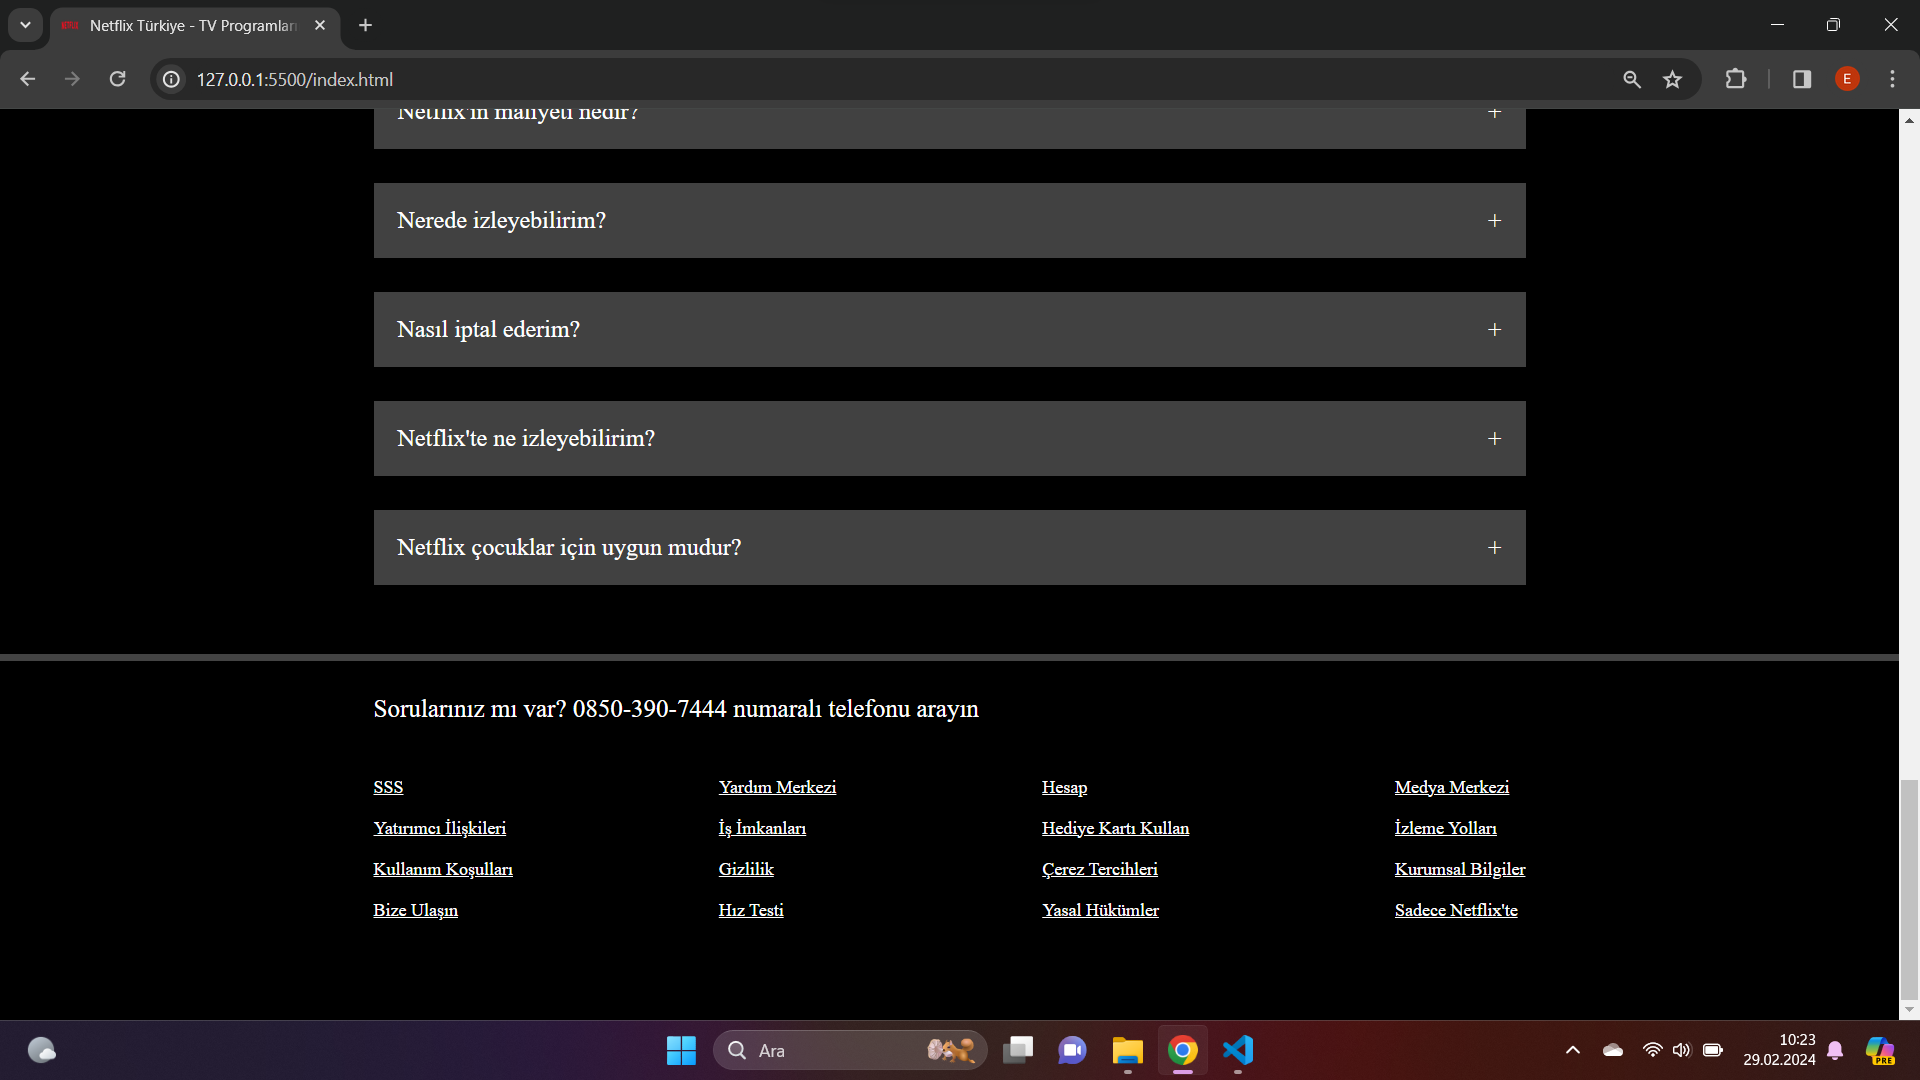 Netflix Türkiye - TV Programları
127.0.0.1:5500/index.html
E
Netflix'in maliyeti nedir? +
Nerede izleyebilirim? +
Nasıl iptal ederim? +
Netflix'te ne izleyebilirim? +
Netflix çocuklar için uygun mudur? +
Sorularınız mı var? 0850-390-7444 numaralı telefonu arayın
SSS Yardım Merkezi Hesap Medya Merkezi
Yatırımcı İlişkileri İş İmkanları Hediye Kartı Kullan İzleme Yolları
Kullanım Koşulları Gizlilik Çerez Tercihleri Kurumsal Bilgiler
Bize Ulaşın Hız Testi Yasal Hükümler Sadece Netflix'te
Ara
10:23
29.02.2024
PRE